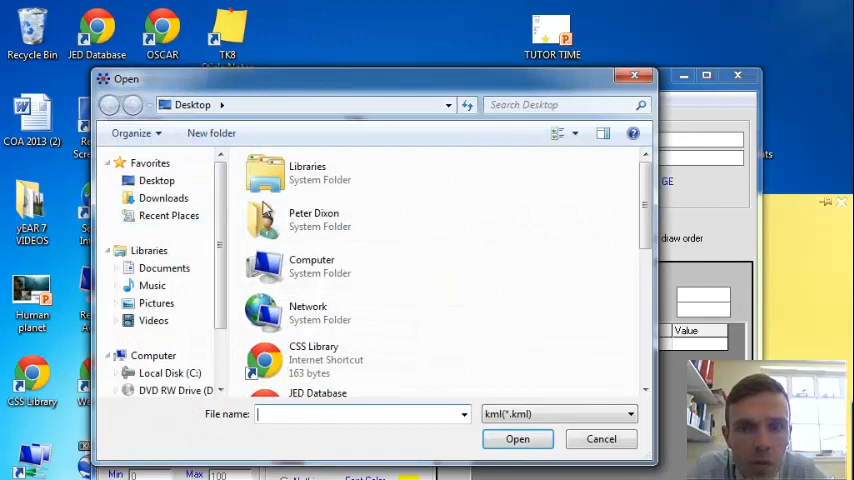 Recycle Bin
JED Database
OSCAR
TK8
TUTOR TIME
COA 2013 (2)
Open
Desktop
Search Desktop
Organize
New folder
Favorites
Desktop
Downloads
Recent Places
Libraries
Documents
Music
Pictures
Videos
Computer
Local Disk (C:)
DVD RW Drive (D
Libraries
System Folder
Peter Dixon
System Folder
Computer
System Folder
Network
System Folder
CSS Library
Internet Shortcut
163 bytes
JED Database
File name:
kml(*.kml)
Open
Cancel
GE
draw order
Value
yEAR 7
VIDEOS
Human
planet
CSS Library
Min
0
Max
100